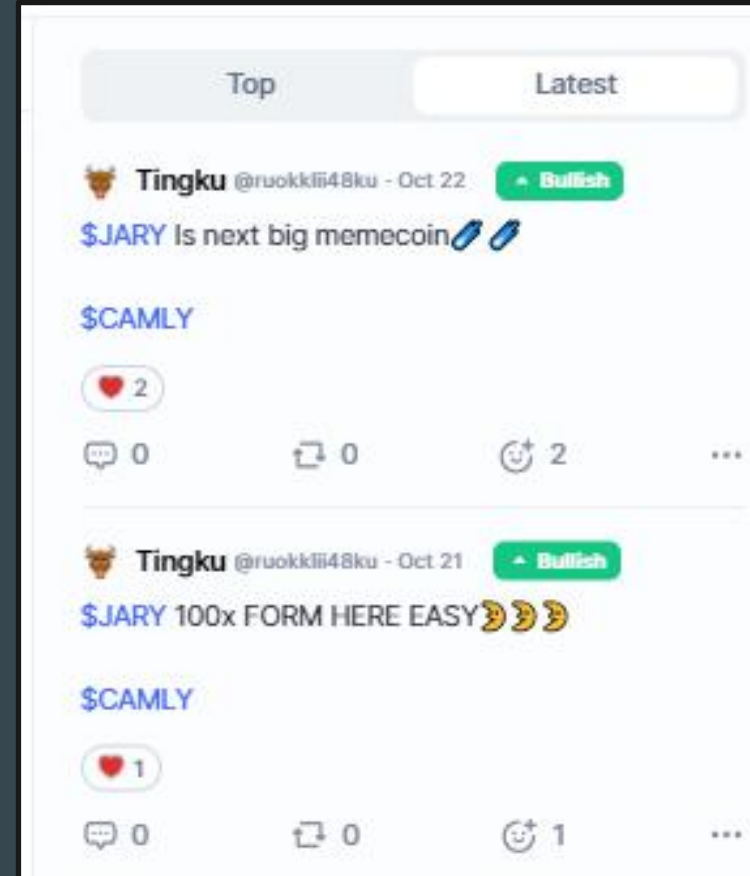 Top Latest
Tingku @ruokklii48ku - Oct 22 Bullish
$JARY Is next big memecoin
$CAMLY
2
0 0 2
Tingku @ruokklii48ku - Oct 21 Bullish
$JARY 100x FORM HERE EASY
$CAMLY
1
0 0 1